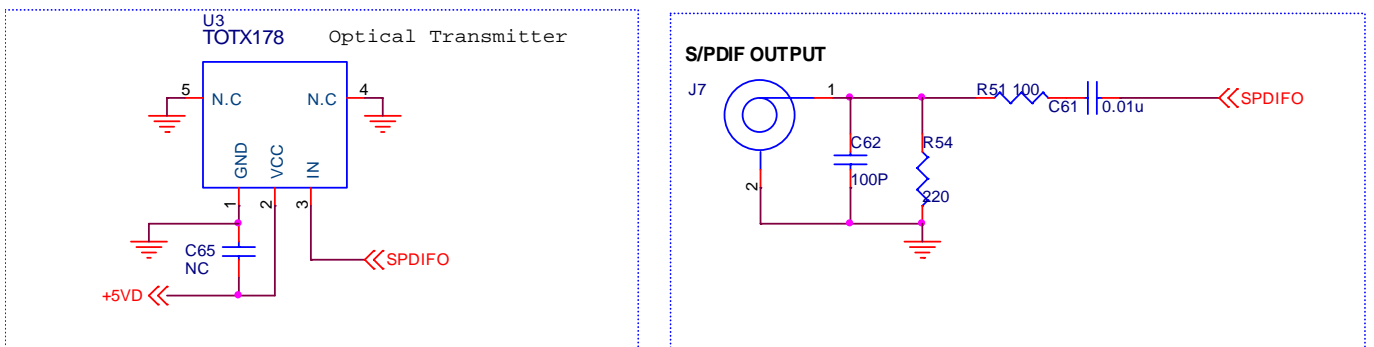 U3
TOTX178
Optical Transmitter
5
N.C
N.C
4
GND
VCC
IN
1
2
3
C65
NC
SPDIFO
+5VD
S/PDIF OUTPUT
J7
1
R51 100
C61
0.01u
SPDIFO
C62
100P
R54
220
2